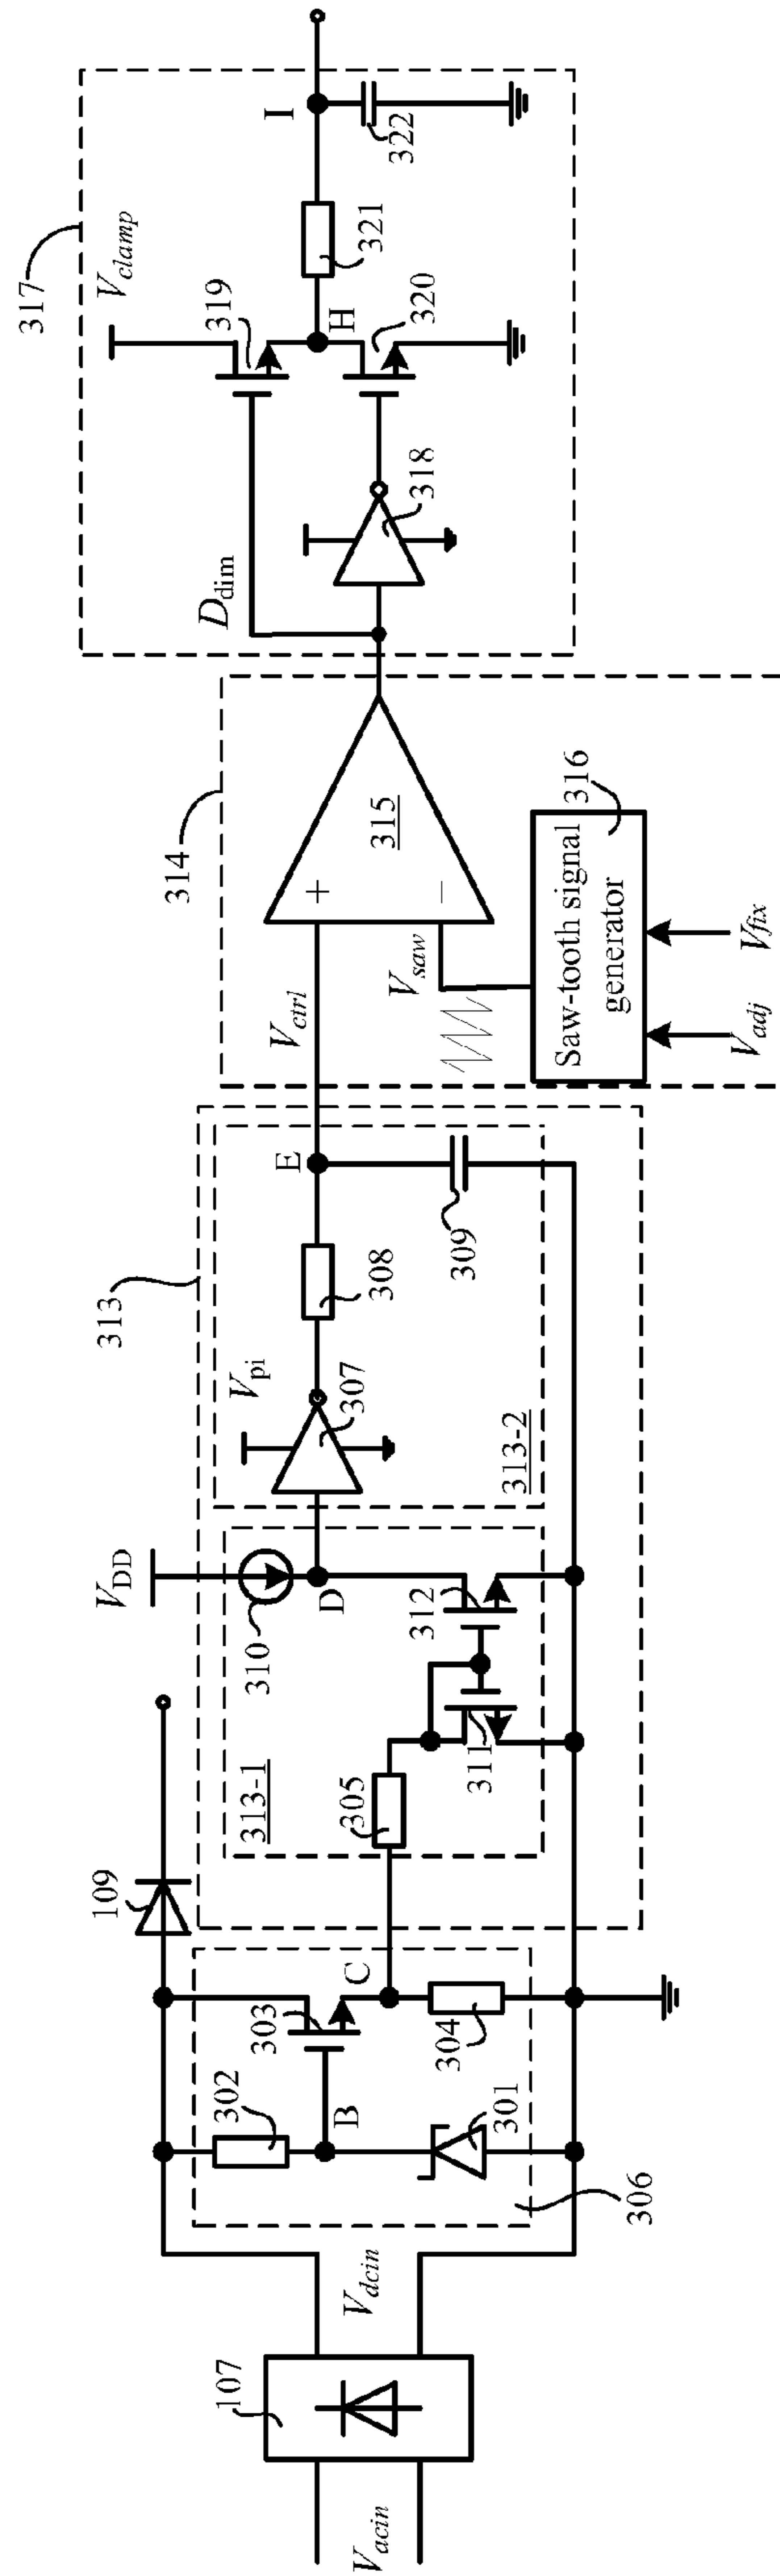 V_acin
107
V_dcin
306
302
B
301
303
C
304
109
313
313-1
305
311
312
V_DD
310
D
313-2
307
V_pi
308
E
309
314
V_ctrl
V_saw
+
−
315
Saw-tooth signal
generator
316
V_adj
V_fix
317
D_dim
318
V_clamp
319
H
320
321
I
322